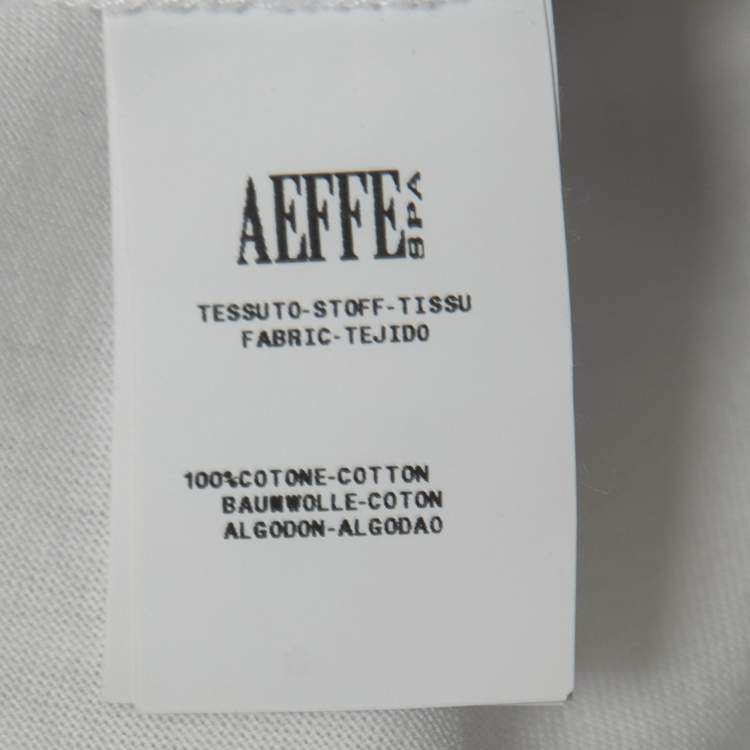 AEFFE SPA
TESSUTO-STOFF-TISSU
FABRIC-TEJIDO
100%COTONE-COTTON
BAUMWOLLE-COTON
ALGODON-ALGODAO